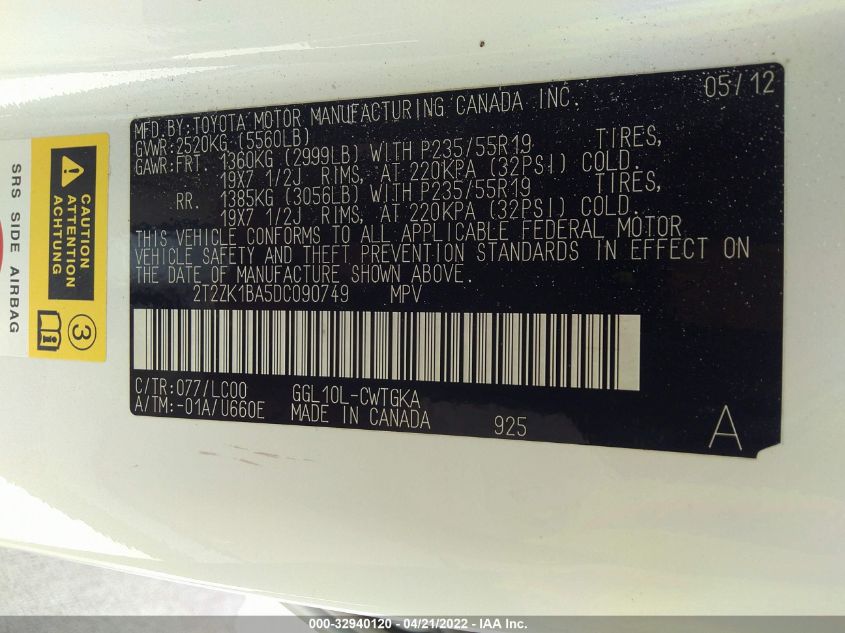 05/12
MFD.BY:TOYOTA MOTOR MANUFACTURING CANADA INC.
GVWR:2520KG (5560LB)
GAWR:FRT. 1360KG (2999LB) WITH P235/55R19 TIRES,
19X7 1/2J RIMS, AT 220KPA (32PSI) COLD.
RR. 1385KG (3056LB) WITH P235/55R19 TIRES,
19X7 1/2J RIMS, AT 220KPA (32PSI) COLD.
THIS VEHICLE CONFORMS TO ALL APPLICABLE FEDERAL MOTOR
VEHICLE SAFETY AND THEFT PREVENTION STANDARDS IN EFFECT ON
THE DATE OF MANUFACTURE SHOWN ABOVE.
2T2ZK1BA5DC090749 MPV
C/TR:077/LC00 GGL10L-CWTGKA
A/TM:-01A/U660E MADE IN CANADA 925
A
SRS SIDE AIRBAG
CAUTION
ATTENTION
ACHTUNG
3
000-32940120 - 04/21/2022 - IAA Inc.